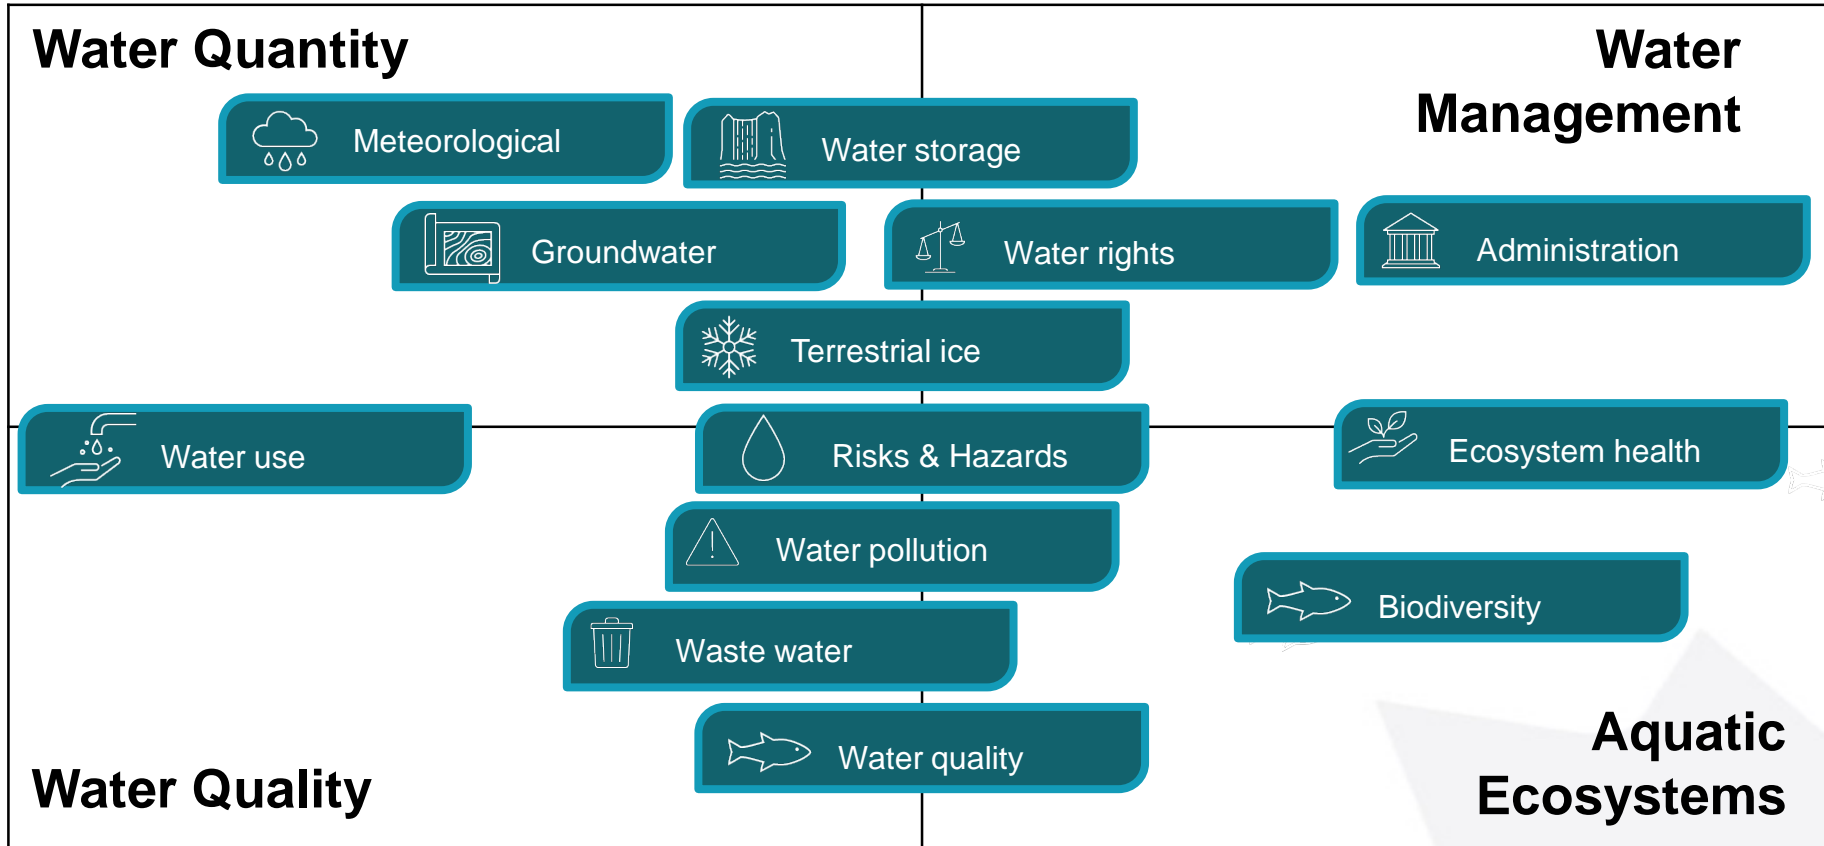 Water Quantity
Water
Management
Meteorological
Water storage
Groundwater
Water rights
Administration
Terrestrial ice
Water use
Risks & Hazards
Ecosystem health
Water pollution
Biodiversity
Waste water
Water quality
Water Quality
Aquatic
Ecosystems